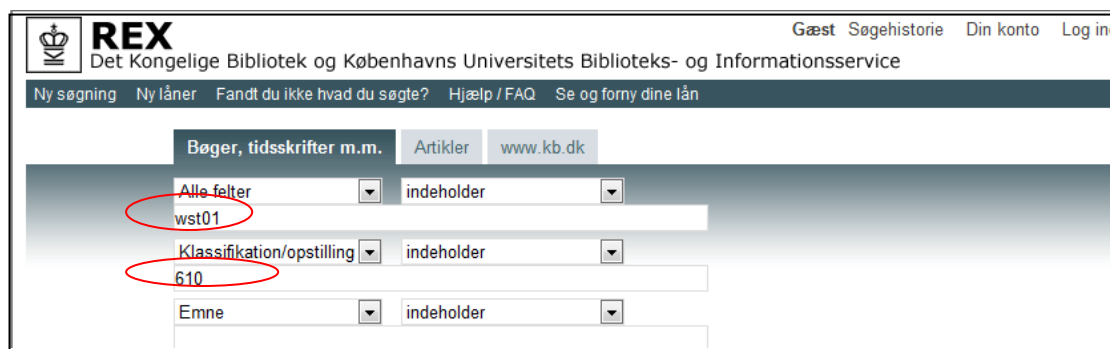 REX
Gæst Søgehistorie Din konto Log in
Det Kongelige Bibliotek og Københavns Universitets Biblioteks- og Informationsservice
Ny søgning Ny låner Fandt du ikke hvad du søgte? Hjælp / FAQ Se og forny dine lån
Bøger, tidsskrifter m.m. Artikler www.kb.dk
Alle felter indeholder
wst01
Klassifikation/opstilling indeholder
610
Emne indeholder